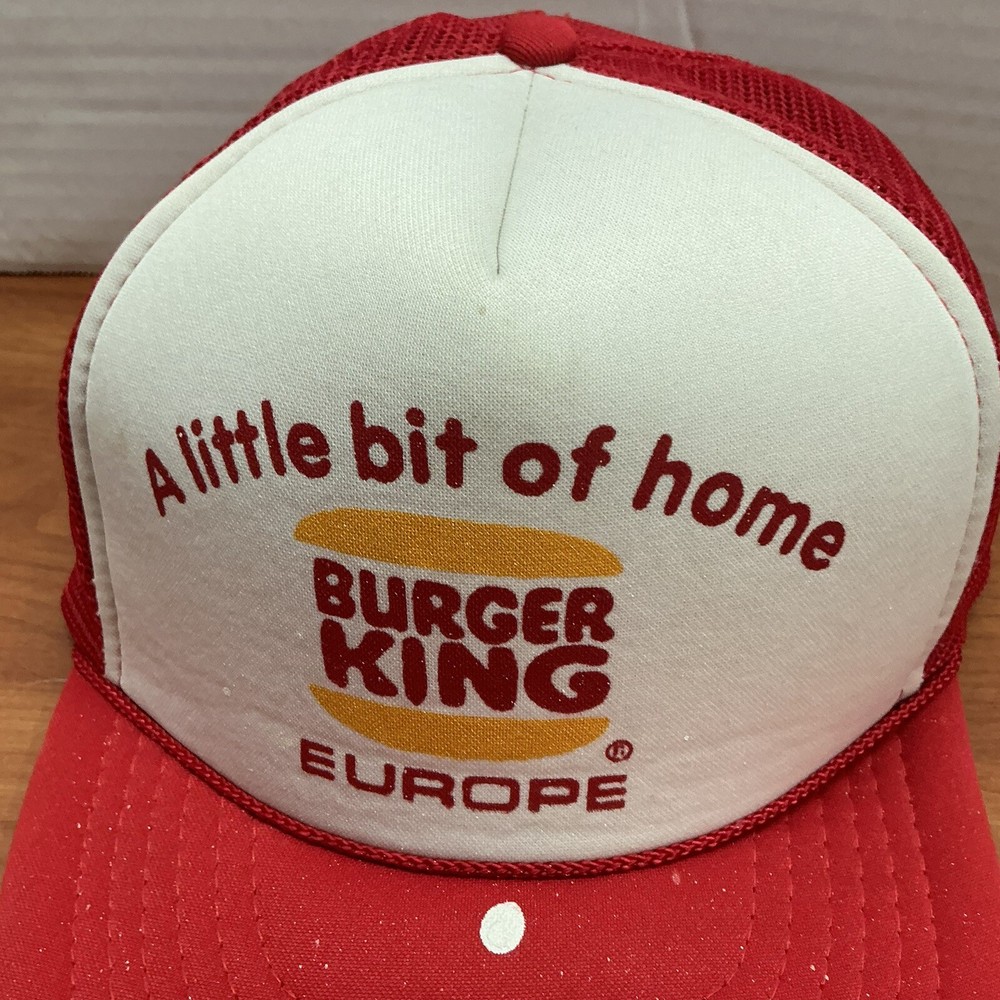 A little bit of home
BURGER
KING
®
EUROPE